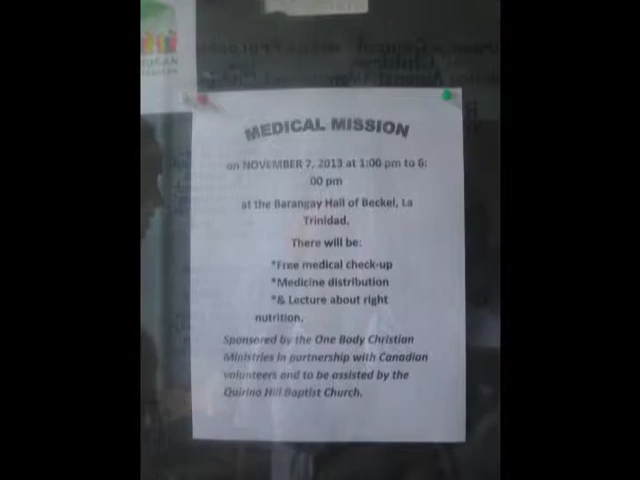 MEDICAL MISSION
on NOVEMBER 7, 2013 at 1:00 pm to 6:
00 pm
at the Barangay Hall of Beckel, La
Trinidad.
There will be:
*Free medical check-up
*Medicine distribution
*& Lecture about right
nutrition.
Sponsored by the One Body Christian
Ministries in partnership with Canadian
volunteers and to be assisted by the
Quirino Hill Baptist Church.